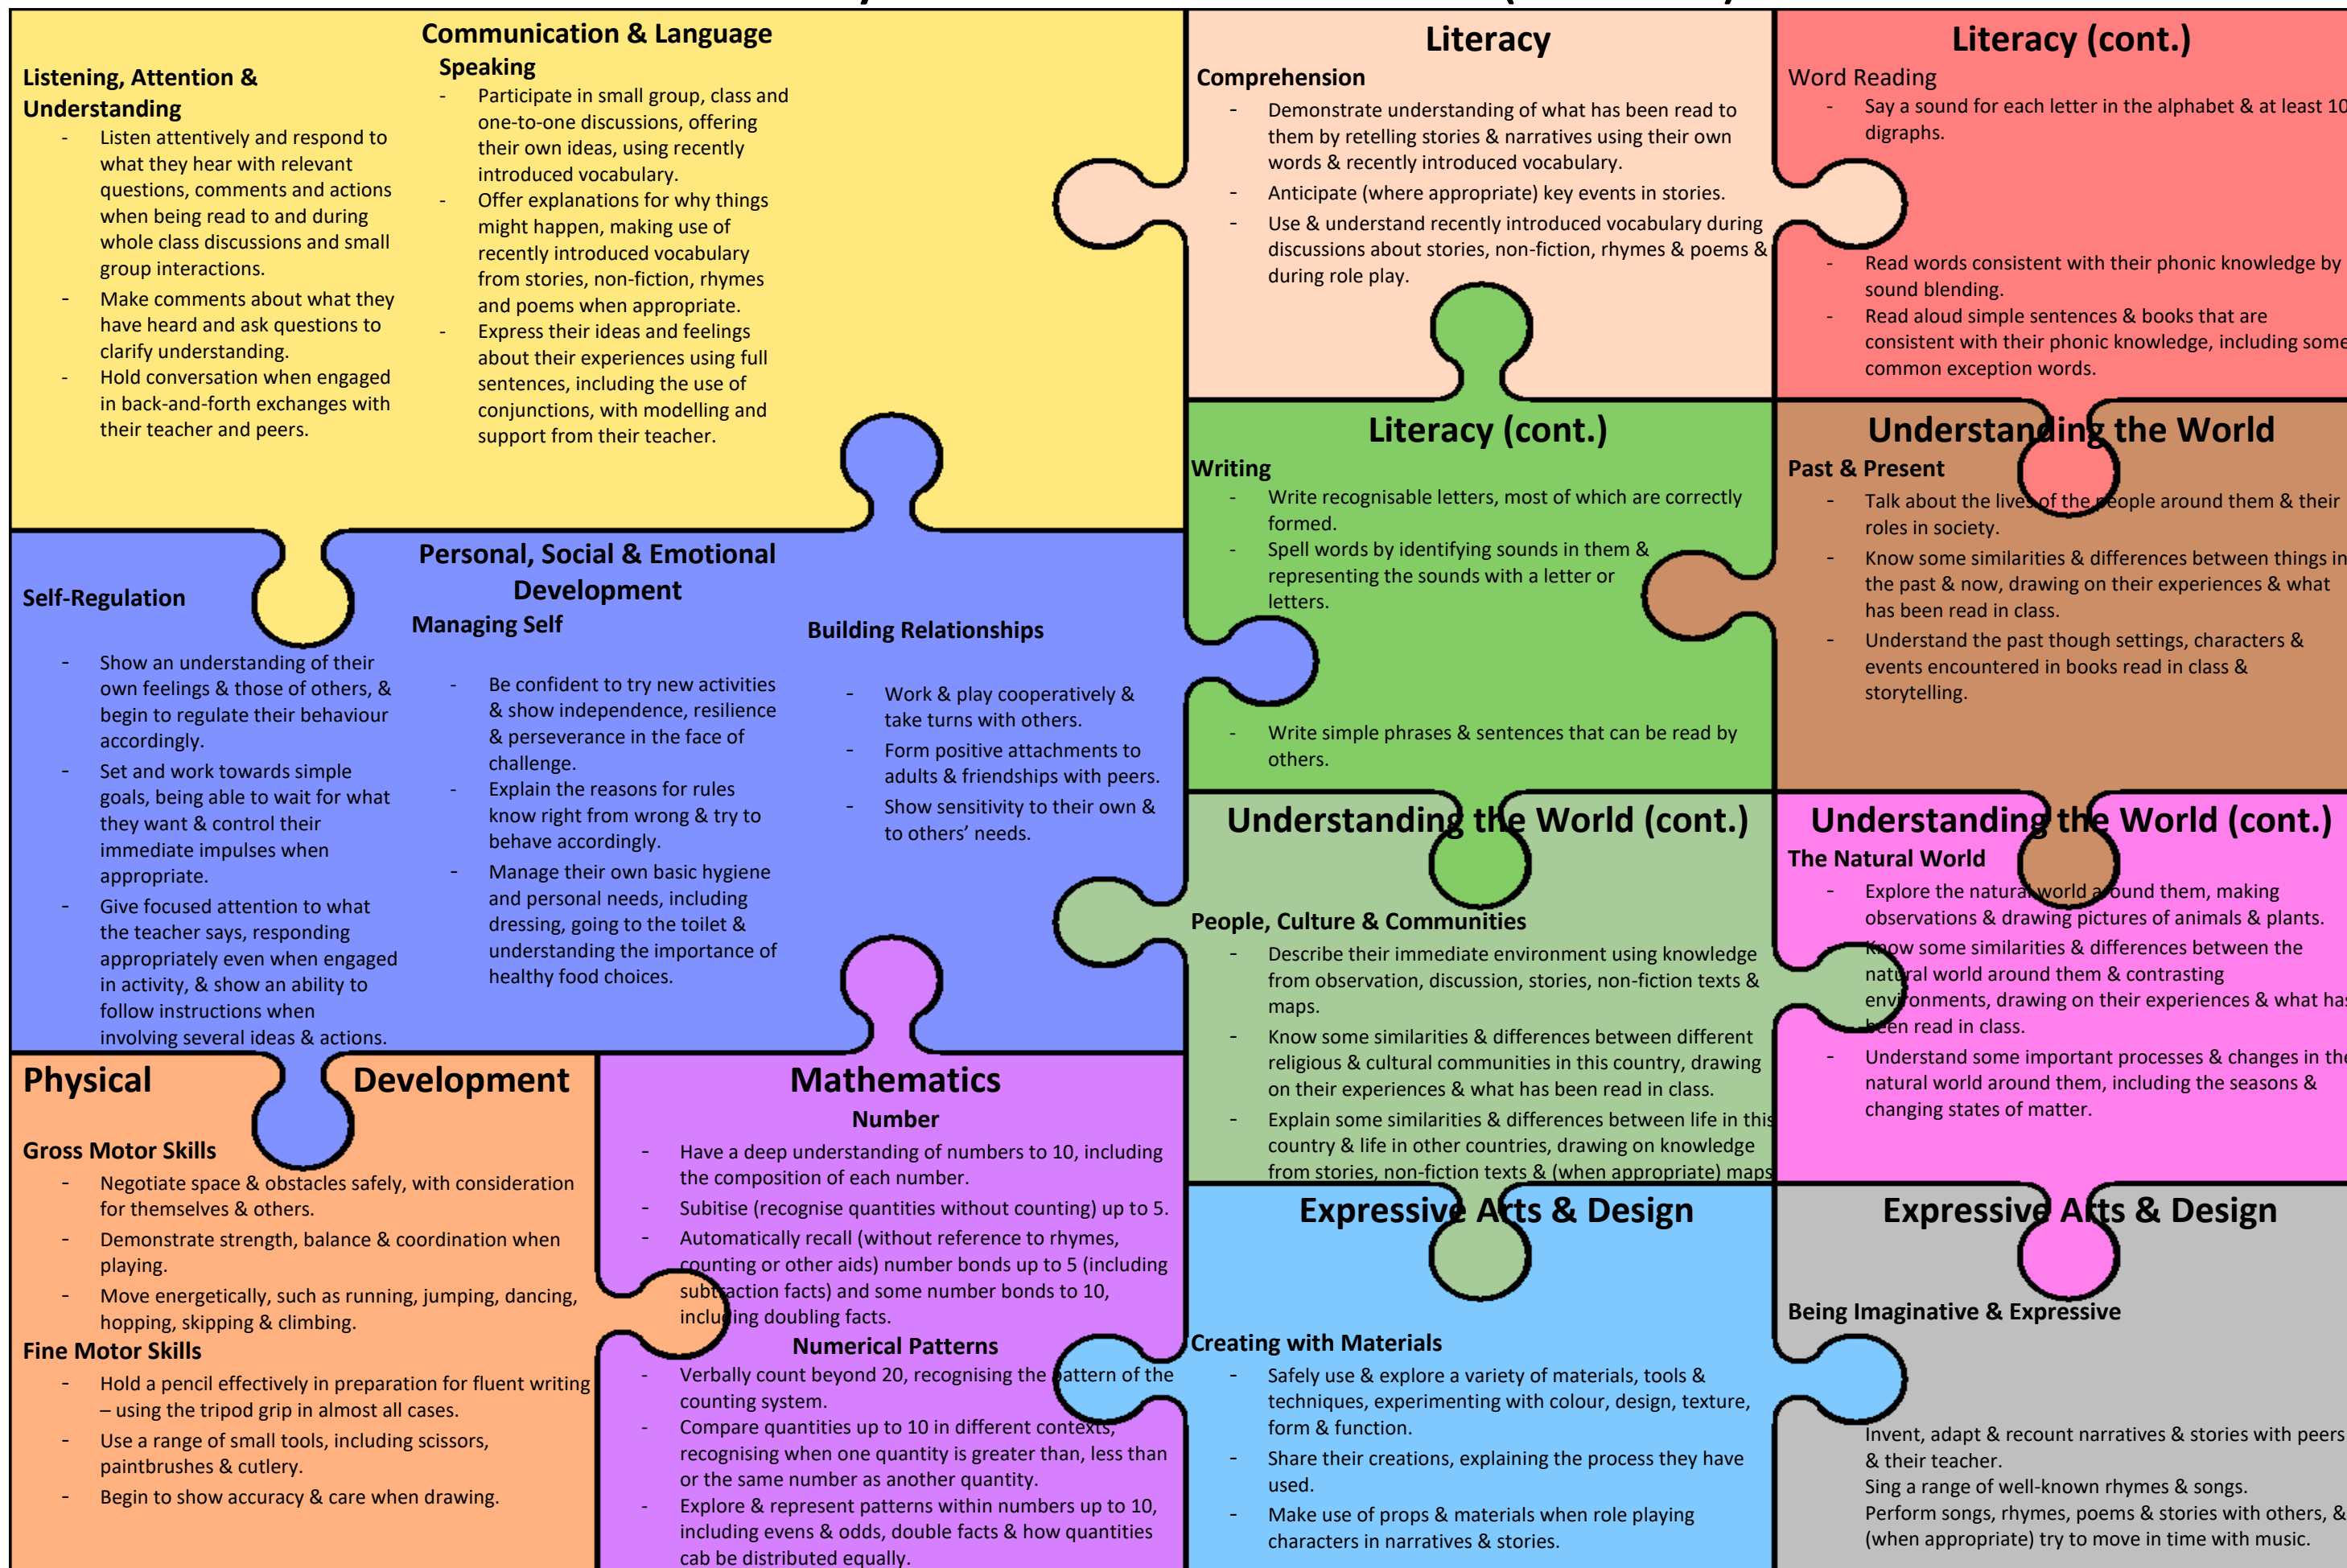 Communication & Language
Listening, Attention &
Understanding
- Listen attentively and respond to
what they hear with relevant
questions, comments and actions
when being read to and during
whole class discussions and small
group interactions.
- Make comments about what they
have heard and ask questions to
clarify understanding.
- Hold conversation when engaged
in back-and-forth exchanges with
their teacher and peers.
Speaking
- Participate in small group, class and
one-to-one discussions, offering
their own ideas, using recently
introduced vocabulary.
- Offer explanations for why things
might happen, making use of
recently introduced vocabulary
from stories, non-fiction, rhymes
and poems when appropriate.
- Express their ideas and feelings
about their experiences using full
sentences, including the use of
conjunctions, with modelling and
support from their teacher.
Literacy
Comprehension
- Demonstrate understanding of what has been read to
them by retelling stories & narratives using their own
words & recently introduced vocabulary.
- Anticipate (where appropriate) key events in stories.
- Use & understand recently introduced vocabulary during
discussions about stories, non-fiction, rhymes & poems &
during role play.
Literacy (cont.)
Word Reading
- Say a sound for each letter in the alphabet & at least 10
digraphs.
- Read words consistent with their phonic knowledge by
sound blending.
- Read aloud simple sentences & books that are
consistent with their phonic knowledge, including some
common exception words.
Literacy (cont.)
Writing
- Write recognisable letters, most of which are correctly
formed.
- Spell words by identifying sounds in them &
representing the sounds with a letter or
letters.
- Write simple phrases & sentences that can be read by
others.
Understanding the World
Past & Present
- Talk about the lives of the people around them & their
roles in society.
- Know some similarities & differences between things in
the past & now, drawing on their experiences & what
has been read in class.
- Understand the past though settings, characters &
events encountered in books read in class &
storytelling.
Personal, Social & Emotional
Development
Self-Regulation
- Show an understanding of their
own feelings & those of others, &
begin to regulate their behaviour
accordingly.
- Set and work towards simple
goals, being able to wait for what
they want & control their
immediate impulses when
appropriate.
- Give focused attention to what
the teacher says, responding
appropriately even when engaged
in activity, & show an ability to
follow instructions when
involving several ideas & actions.
Managing Self
- Be confident to try new activities
& show independence, resilience
& perseverance in the face of
challenge.
- Explain the reasons for rules
know right from wrong & try to
behave accordingly.
- Manage their own basic hygiene
and personal needs, including
dressing, going to the toilet &
understanding the importance of
healthy food choices.
Building Relationships
- Work & play cooperatively &
take turns with others.
- Form positive attachments to
adults & friendships with peers.
- Show sensitivity to their own &
to others’ needs.
Understanding the World (cont.)
People, Culture & Communities
- Describe their immediate environment using knowledge
from observation, discussion, stories, non-fiction texts &
maps.
- Know some similarities & differences between different
religious & cultural communities in this country, drawing
on their experiences & what has been read in class.
- Explain some similarities & differences between life in this
country & life in other countries, drawing on knowledge
from stories, non-fiction texts & (when appropriate) maps
Understanding the World (cont.)
The Natural World
- Explore the natural world around them, making
observations & drawing pictures of animals & plants.
Know some similarities & differences between the
natural world around them & contrasting
environments, drawing on their experiences & what has
been read in class.
- Understand some important processes & changes in the
natural world around them, including the seasons &
changing states of matter.
Physical Development
Gross Motor Skills
- Negotiate space & obstacles safely, with consideration
for themselves & others.
- Demonstrate strength, balance & coordination when
playing.
- Move energetically, such as running, jumping, dancing,
hopping, skipping & climbing.
Fine Motor Skills
- Hold a pencil effectively in preparation for fluent writing
– using the tripod grip in almost all cases.
- Use a range of small tools, including scissors,
paintbrushes & cutlery.
- Begin to show accuracy & care when drawing.
Mathematics
Number
- Have a deep understanding of numbers to 10, including
the composition of each number.
- Subitise (recognise quantities without counting) up to 5.
- Automatically recall (without reference to rhymes,
counting or other aids) number bonds up to 5 (including
subtraction facts) and some number bonds to 10,
including doubling facts.
Numerical Patterns
- Verbally count beyond 20, recognising the pattern of the
counting system.
- Compare quantities up to 10 in different contexts,
recognising when one quantity is greater than, less than
or the same number as another quantity.
- Explore & represent patterns within numbers up to 10,
including evens & odds, double facts & how quantities
cab be distributed equally.
Expressive Arts & Design
Creating with Materials
- Safely use & explore a variety of materials, tools &
techniques, experimenting with colour, design, texture,
form & function.
- Share their creations, explaining the process they have
used.
- Make use of props & materials when role playing
characters in narratives & stories.
Expressive Arts & Design
Being Imaginative & Expressive
Invent, adapt & recount narratives & stories with peers
& their teacher.
Sing a range of well-known rhymes & songs.
Perform songs, rhymes, poems & stories with others, &
(when appropriate) try to move in time with music.